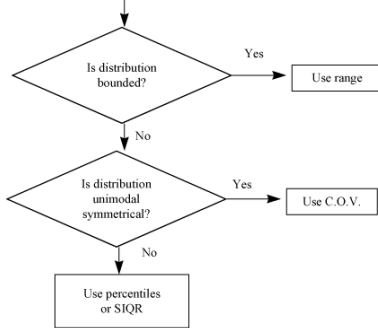 Is distribution
bounded?
Yes
Use range
No
Is distribution
unimodal
symmetrical?
Yes
Use C.O.V.
No
Use percentiles
or SIQR